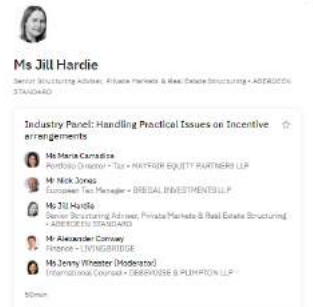 Ms Jill Hardie
Senior Structuring Adviser, Private Markets & Real Estate Structuring • ABERDEEN
STANDARD
Industry Panel: Handling Practical Issues on Incentive
arrangements
Ms Maria Carradice
Portfolio Director - Tax • MAYFAIR EQUITY PARTNERS LLP
Mr Nick Jones
European Tax Manager • BREGAL INVESTMENTS LLP
Ms Jill Hardie
Senior Structuring Adviser, Private Markets & Real Estate Structuring
• ABERDEEN STANDARD
Mr Alexander Conway
Finance • LIVINGBRIDGE
Ms Jenny Wheater (Moderator)
International Counsel • DEBEVOISE & PLIMPTON LLP
50min